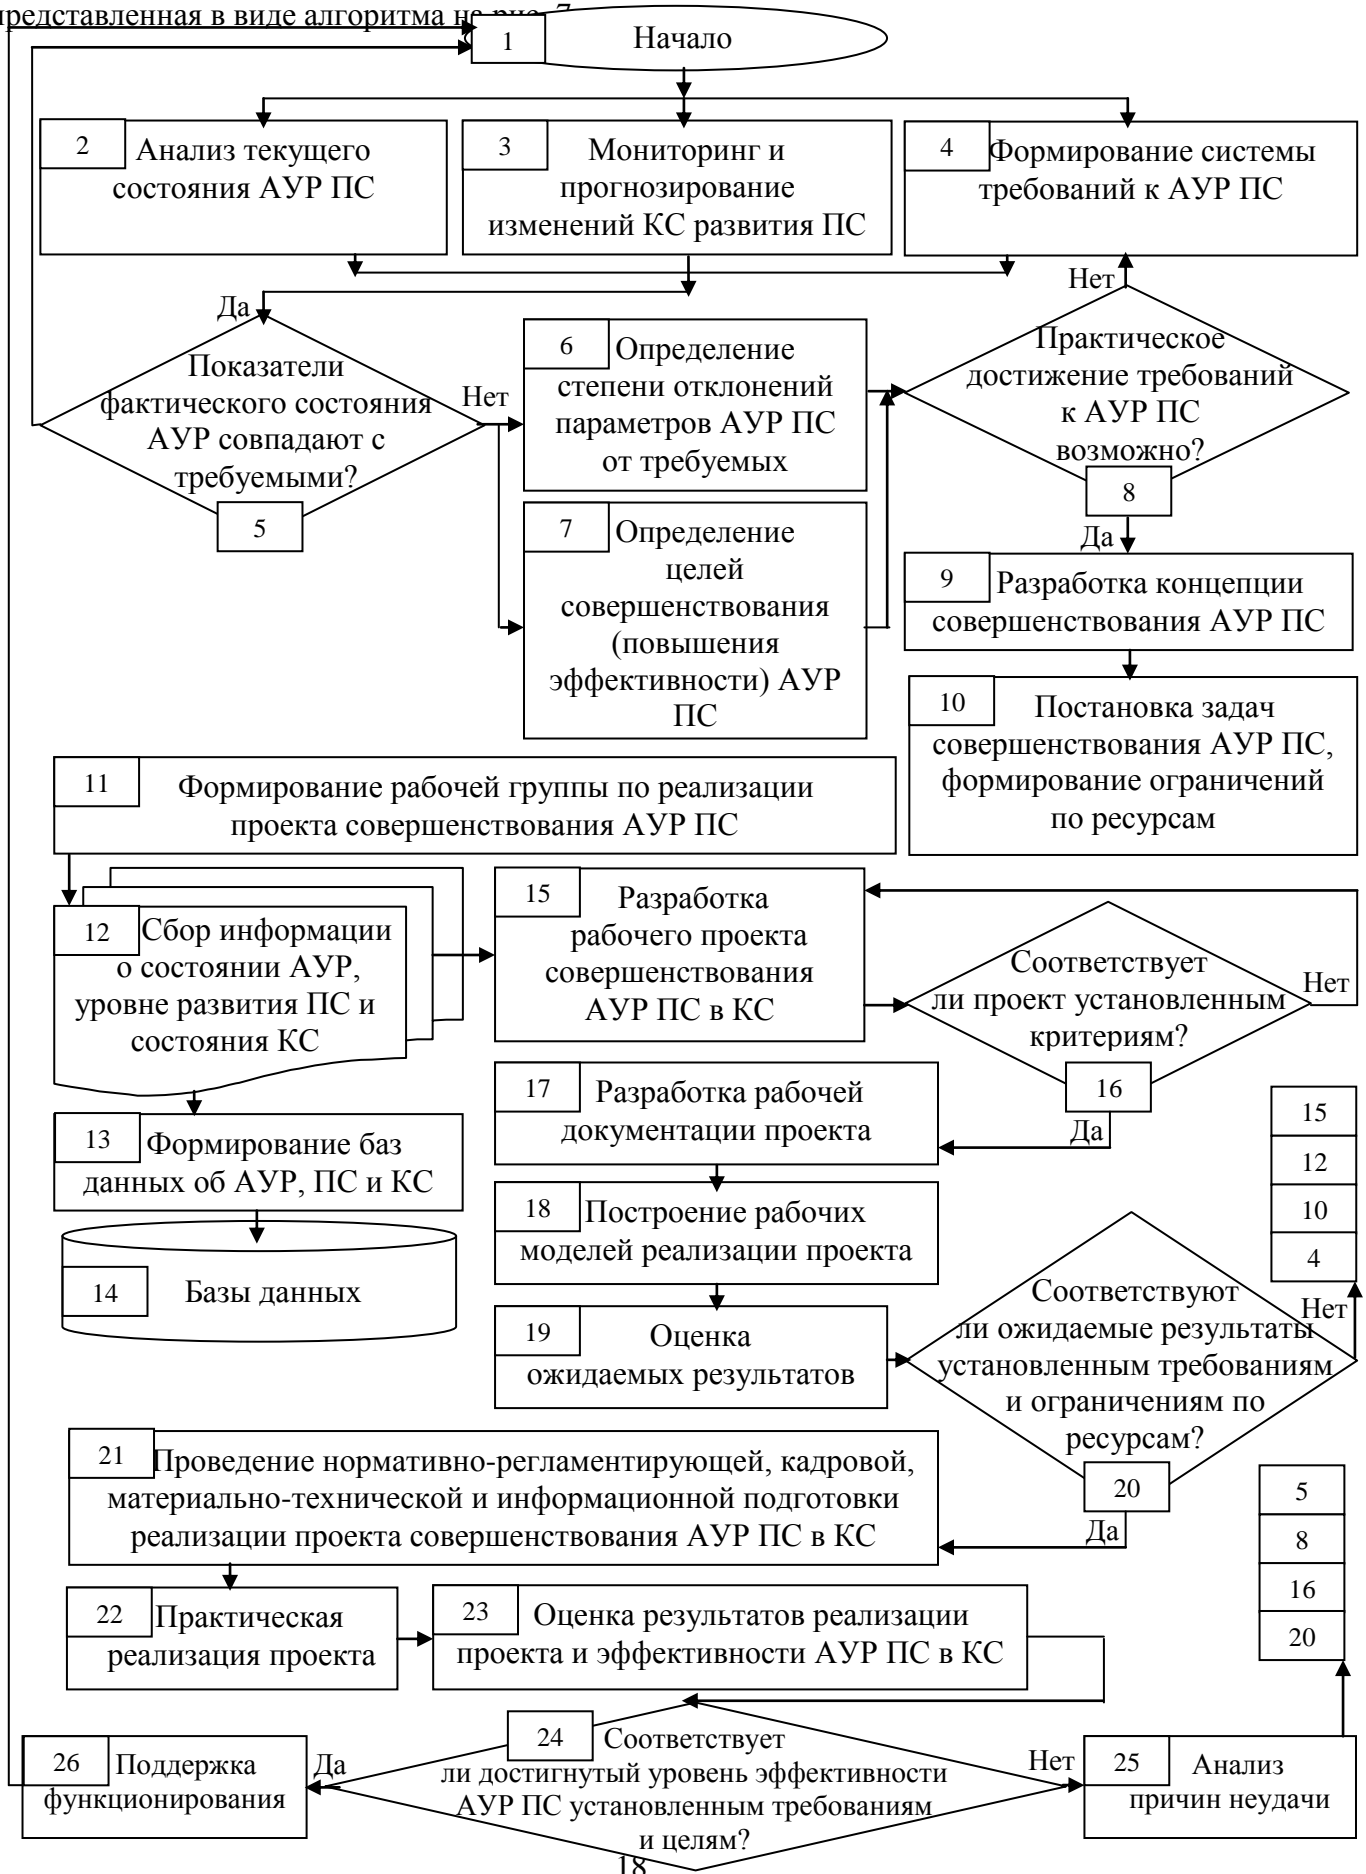 представленная в виде алгоритма на рис. 7
1 Начало
2 Анализ текущего
состояния АУР ПС
3 Мониторинг и
прогнозирование
изменений КС развития ПС
4 Формирование системы
требований к АУР ПС
Да
Показатели
фактического состояния
АУР совпадают с
требуемыми?
5
Нет
6 Определение
степени отклонений
параметров АУР ПС
от требуемых
7 Определение
целей
совершенствования
(повышения
эффективности) АУР
ПС
Нет
Практическое
достижение требований
к АУР ПС
возможно?
8
Да
9 Разработка концепции
совершенствования АУР ПС
10 Постановка задач
совершенствования АУР ПС,
формирование ограничений
по ресурсам
11 Формирование рабочей группы по реализации
проекта совершенствования АУР ПС
12 Сбор информации
о состоянии АУР,
уровне развития ПС и
состояния КС
13 Формирование баз
данных об АУР, ПС и КС
14 Базы данных
15 Разработка
рабочего проекта
совершенствования
АУР ПС в КС
Соответствует
ли проект установленным
критериям?
16
Нет
Да
17 Разработка рабочей
документации проекта
18 Построение рабочих
моделей реализации проекта
19 Оценка
ожидаемых результатов
15
12
10
4
Нет
Соответствуют
ли ожидаемые результаты
установленным требованиям
и ограничениям по
ресурсам?
20
Да
21 Проведение нормативно-регламентирующей, кадровой,
материально-технической и информационной подготовки
реализации проекта совершенствования АУР ПС в КС
22 Практическая
реализация проекта
23 Оценка результатов реализации
проекта и эффективности АУР ПС в КС
5
8
16
20
24 Соответствует
ли достигнутый уровень эффективности
АУР ПС установленным требованиям
и целям?
Да
Нет
25 Анализ
причин неудачи
26 Поддержка
функционирования
18